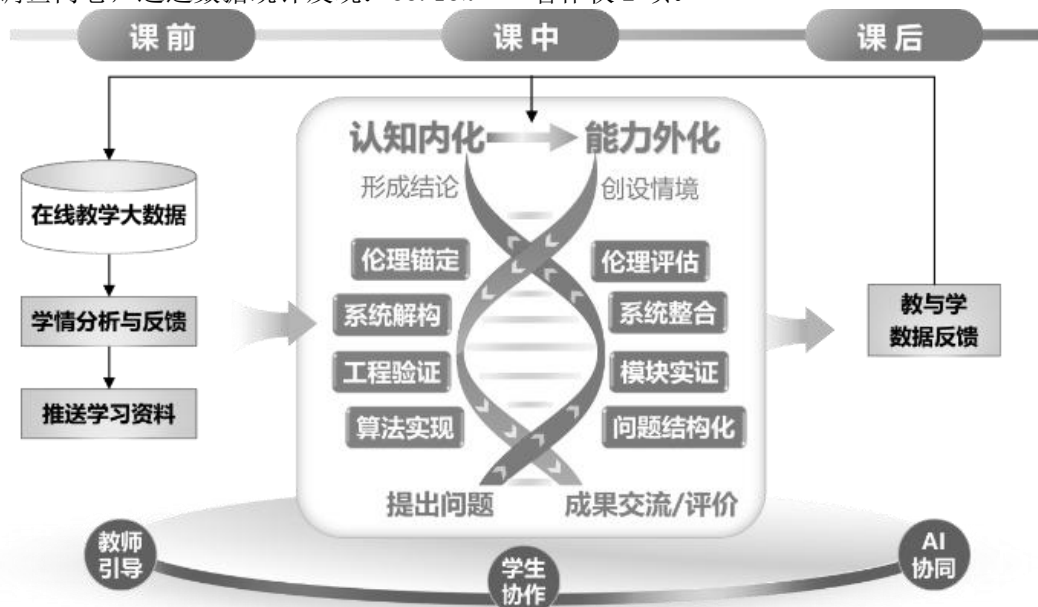 课前
课中
课后
认知内化
能力外化
形成结论
创设情境
在线教学大数据
学情分析与反馈
推送学习资料
伦理锚定
系统解构
工程验证
算法实现
伦理评估
系统整合
模块实证
问题结构化
提出问题
成果交流/评价
教与学
数据反馈
教师
引导
学生
协作
AI
协同